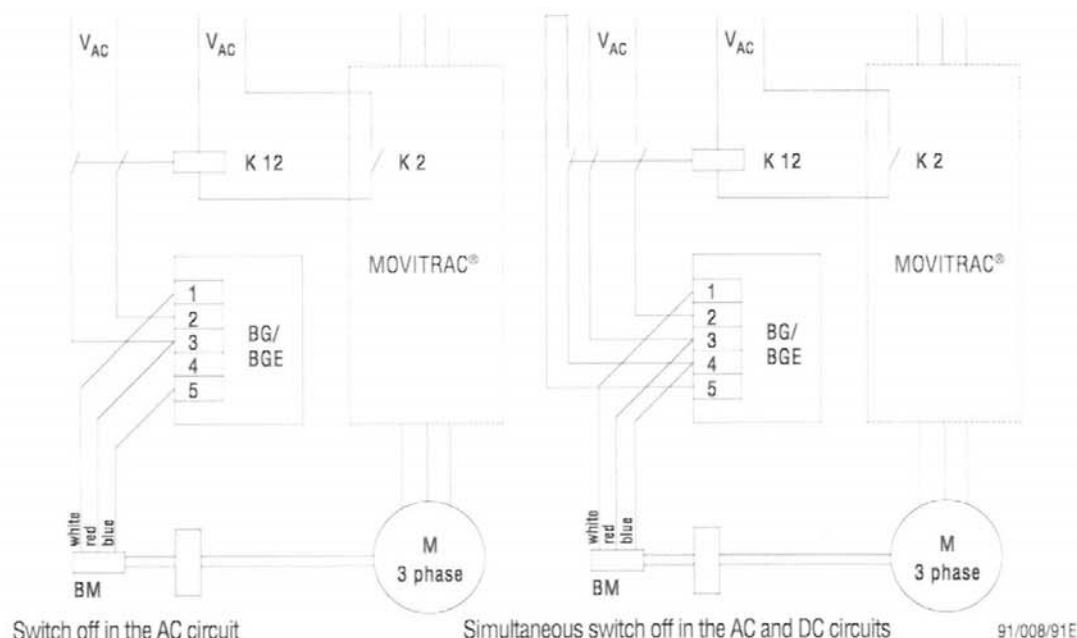 V_AC V_AC V_AC V_AC
K 12 K 2 K 12 K 2
MOVITRAC® MOVITRAC®
1
2
3
4
5
BG/
BGE
1
2
3
4
5
BG/
BGE
white
red
blue
BM
M
3 phase
white
red
blue
BM
M
3 phase
Switch off in the AC circuit
Simultaneous switch off in the AC and DC circuits
91/008/91E